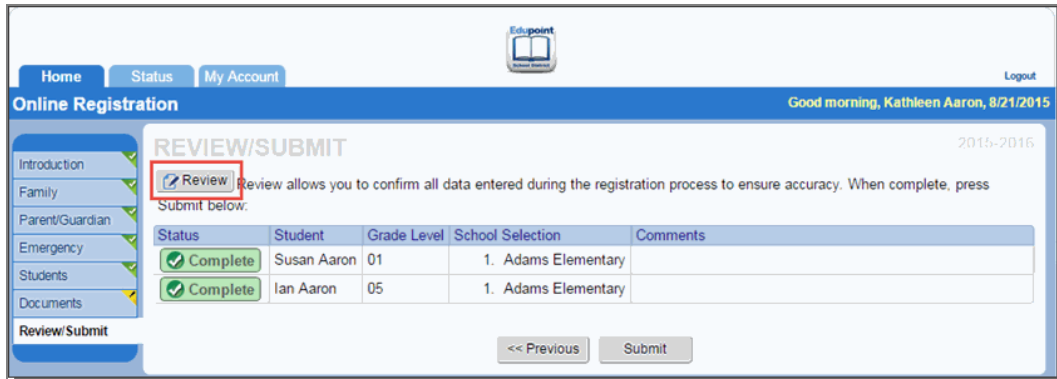 Edupoint
School District
Home Status My Account
Logout
Online Registration
Good morning, Kathleen Aaron, 8/21/2015
Introduction
Family
Parent/Guardian
Emergency
Students
Documents
Review/Submit
REVIEW/SUBMIT
2015-2016
Review Review allows you to confirm all data entered during the registration process to ensure accuracy. When complete, press
Submit below:
Status Student Grade Level School Selection Comments
Complete Susan Aaron 01 1. Adams Elementary
Complete Ian Aaron 05 1. Adams Elementary
<< Previous Submit